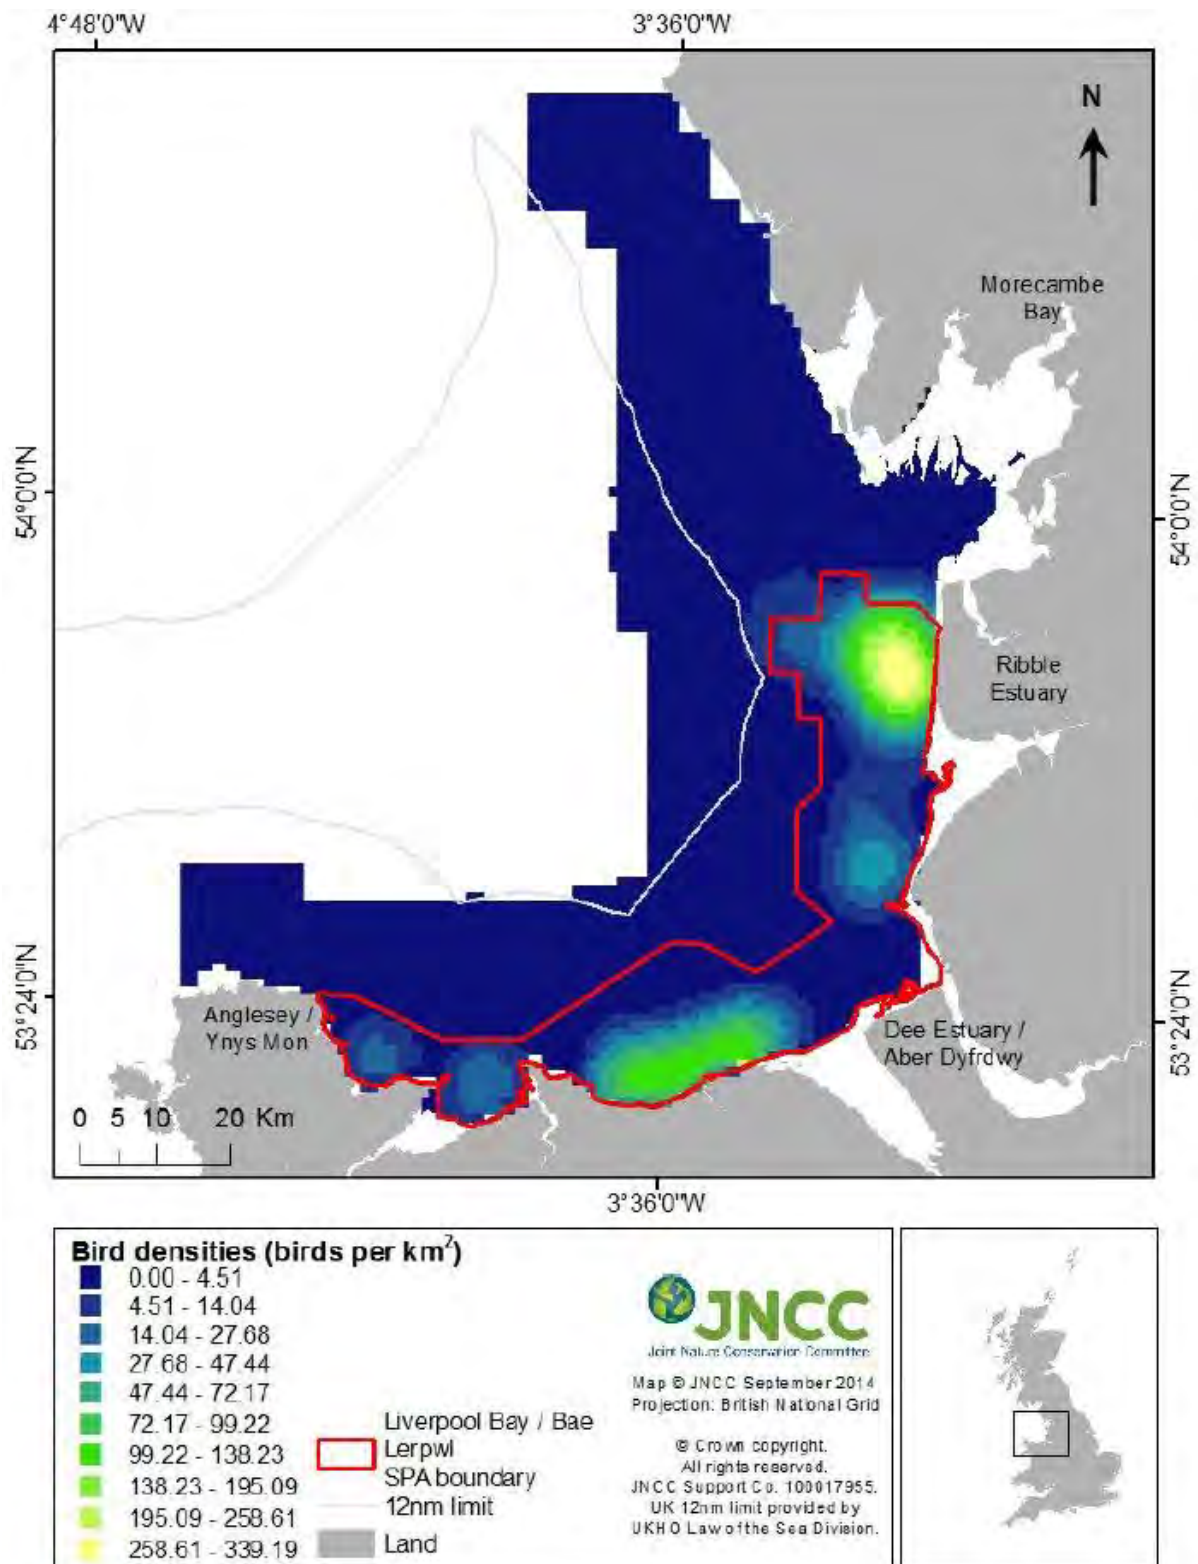 4°48'0"W
3°36'0"W
N
Morecambe
Bay
54°0'0"N
54°0'0"N
Ribble
Estuary
53°24'0"N
53°24'0"N
Anglesey /
Ynys Mon
Dee Estuary /
Aber Dyfrdwy
0 5 10 20 Km
3°36'0"W
Bird densities (birds per km²)
0.00 - 4.51
4.51 - 14.04
14.04 - 27.68
27.68 - 47.44
47.44 - 72.17
72.17 - 99.22
99.22 - 138.23
138.23 - 195.09
195.09 - 258.61
258.61 - 339.19
Liverpool Bay / Bae
Lerpwl
SPA boundary
12nm limit
Land
JNCC
Joint Nature Conservation Committee
Map © JNCC September 2014
Projection: British National Grid
© Crown copyright.
All rights reserved.
JNCC Support Co. 100017955.
UK 12nm limit provided by
UKHO Law of the Sea Division.